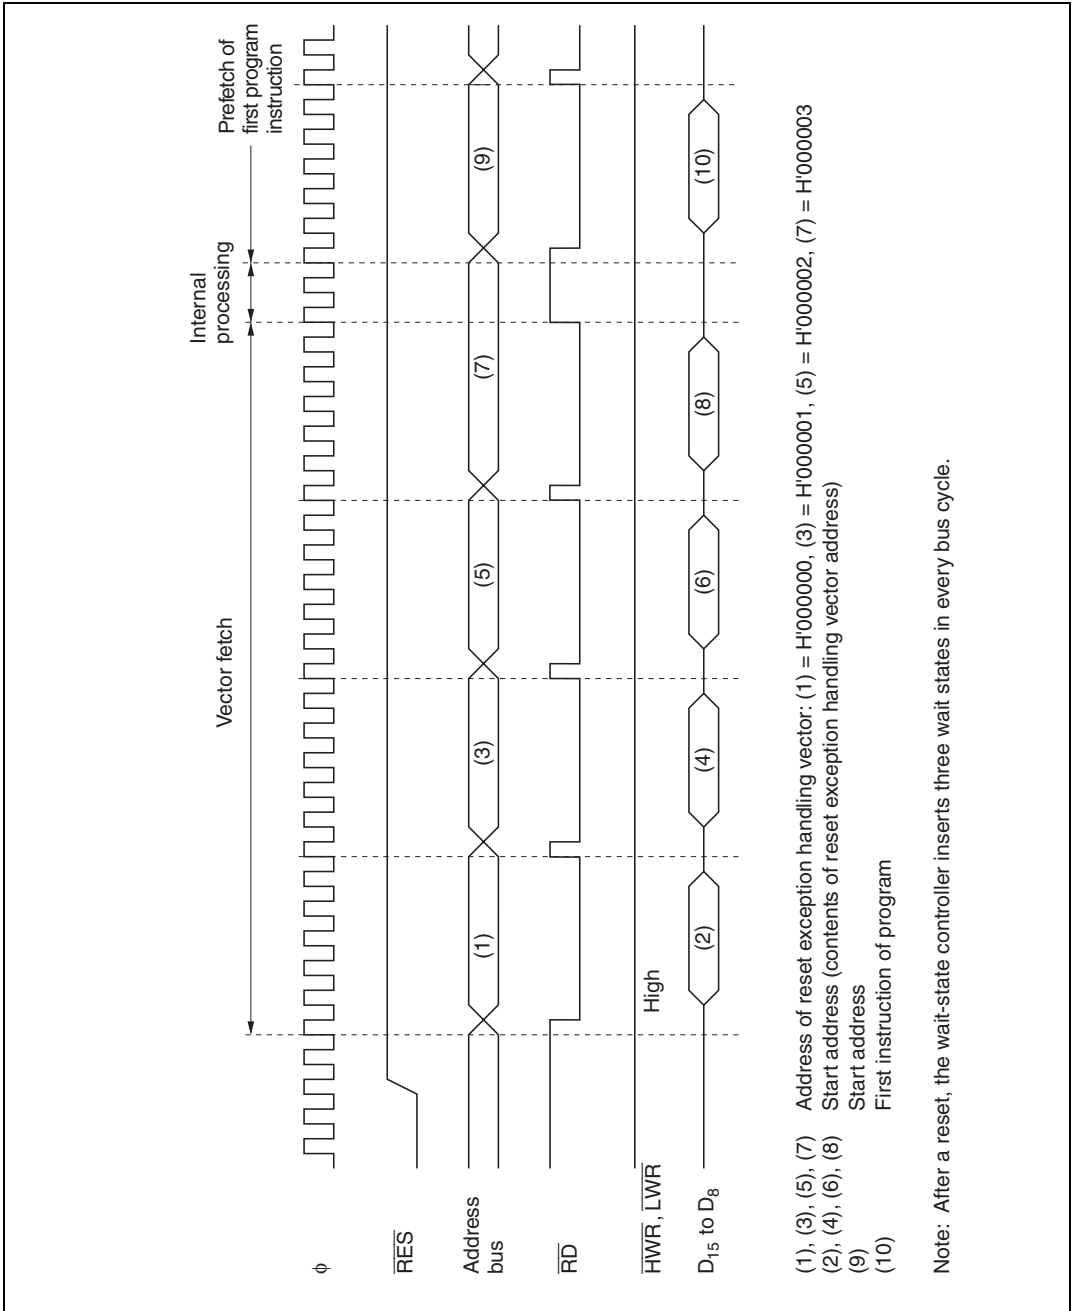 Vector fetch
Internal
processing
Prefetch of
first program
instruction
φ
RES
Address
bus
(1)
(3)
(5)
(7)
(9)
RD
HWR, LWR
High
D15 to D8
(2)
(4)
(6)
(8)
(10)
(1), (3), (5), (7) Address of reset exception handling vector: (1) = H'000000, (3) = H'000001, (5) = H'000002, (7) = H'000003
(2), (4), (6), (8) Start address (contents of reset exception handling vector address)
(9) Start address
(10) First instruction of program
Note: After a reset, the wait-state controller inserts three wait states in every bus cycle.